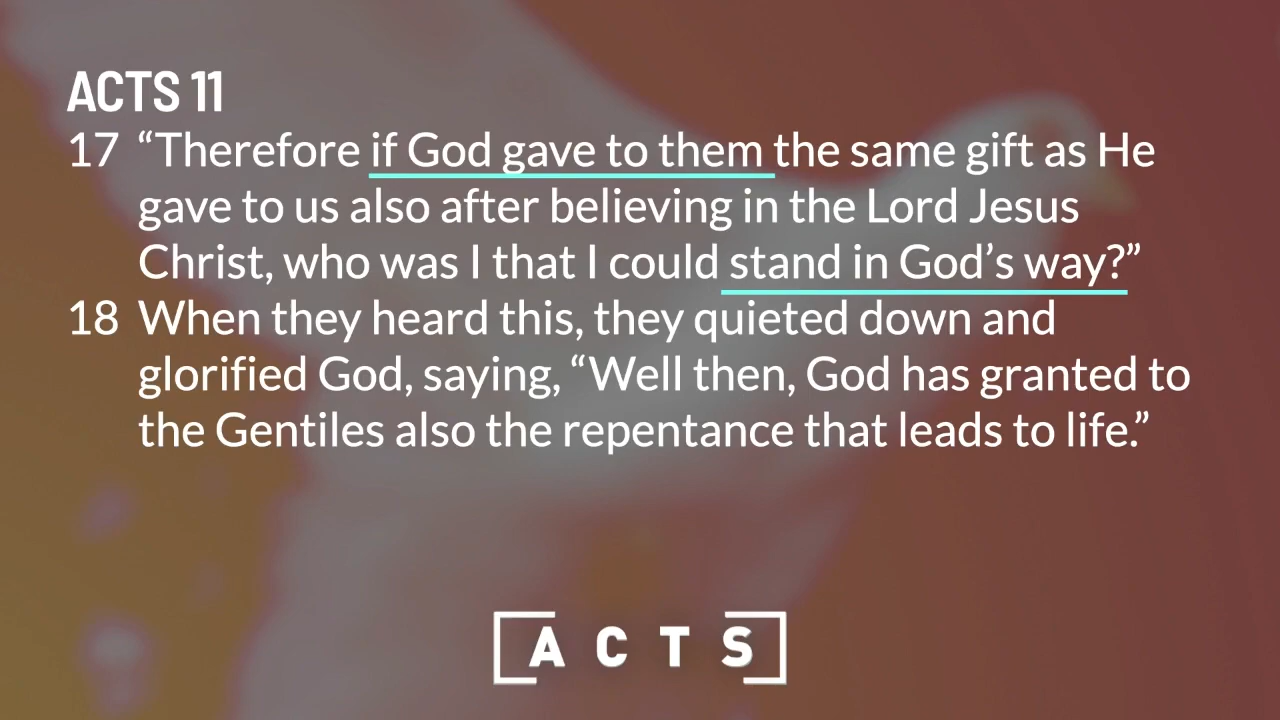 ACTS 11
17 “Therefore if God gave to them the same gift as He
gave to us also after believing in the Lord Jesus
Christ, who was I that I could stand in God’s way?”
18 When they heard this, they quieted down and
glorified God, saying, “Well then, God has granted to
the Gentiles also the repentance that leads to life.”
ACTS